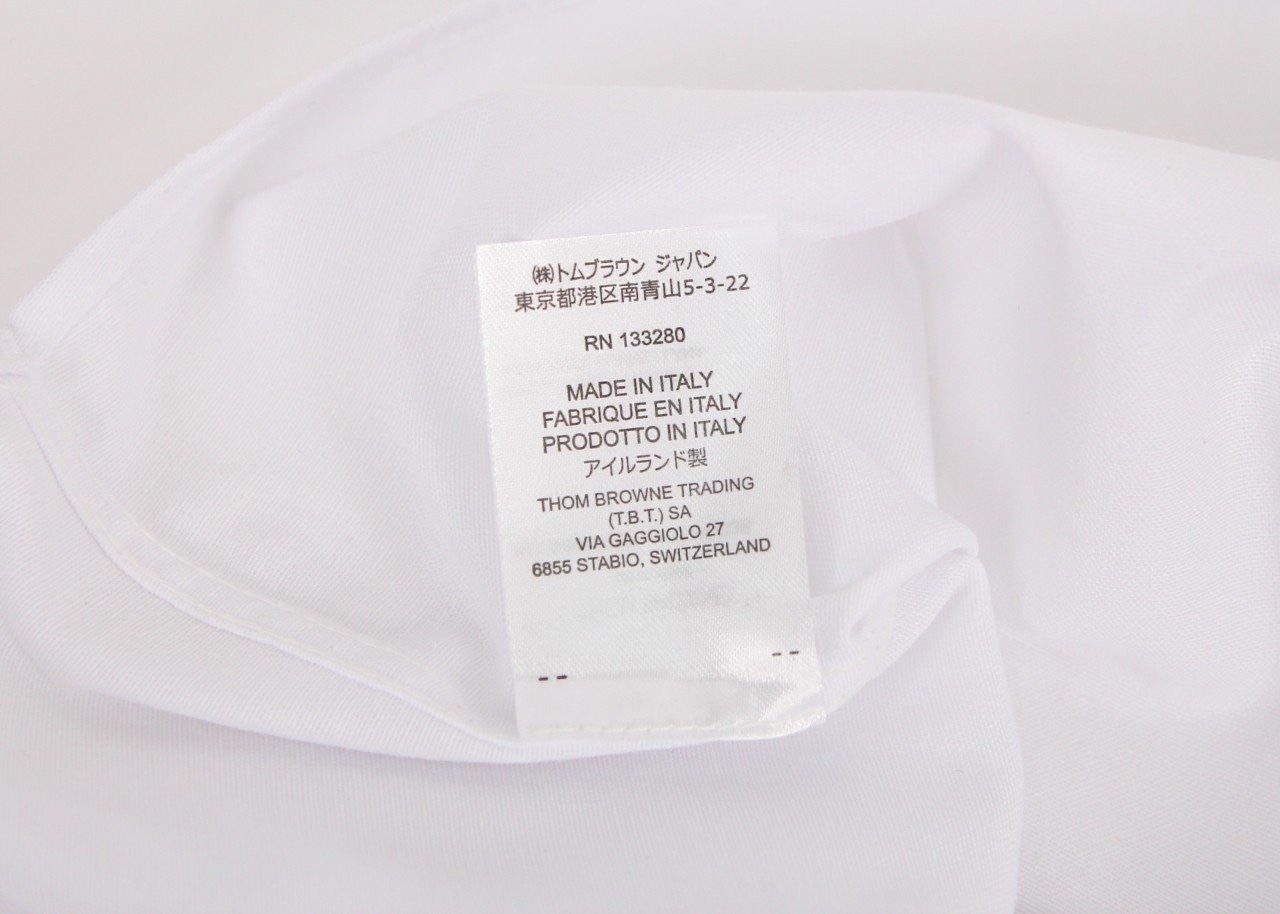 ㈱トムブラウン ジャパン
東京都港区南青山5-3-22
RN 133280
MADE IN ITALY
FABRIQUE EN ITALY
PRODOTTO IN ITALY
アイルランド製
THOM BROWNE TRADING
(T.B.T.) SA
VIA GAGGIOLO 27
6855 STABIO, SWITZERLAND